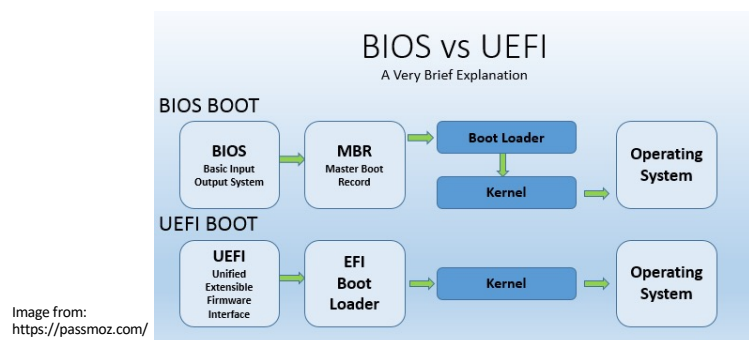 BIOS vs UEFI
A Very Brief Explanation
BIOS BOOT
BIOS
Basic Input
Output System
MBR
Master Boot
Record
Boot Loader
Kernel
Operating
System
UEFI BOOT
UEFI
Unified
Extensible
Firmware
Interface
EFI
Boot
Loader
Kernel
Operating
System
Image from:
https://passmoz.com/